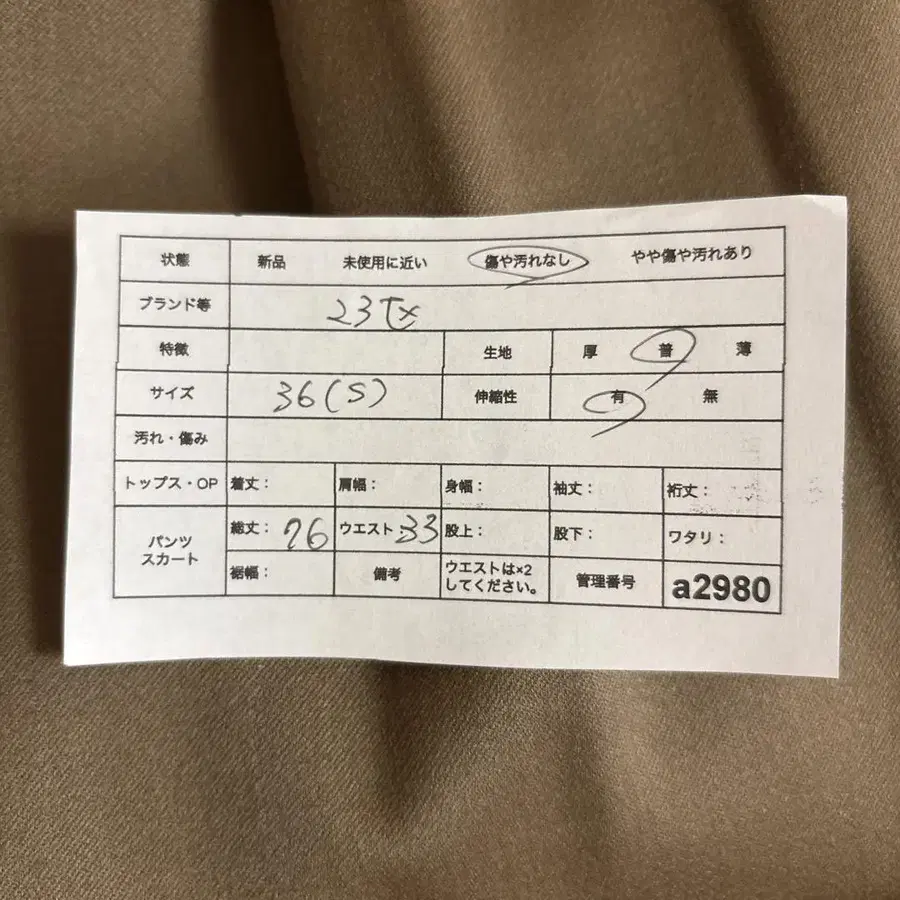 状態 新品 未使用に近い 傷や汚れなし やや傷や汚れあり
ブランド等 23区
特徴 生地 厚 普 薄
サイズ 36(S) 伸縮性 有 無
汚れ・傷み
トップス・OP 着丈: 肩幅: 身幅: 袖丈: 裄丈:
パンツ スカート 総丈: 76 ウエスト: 33 股上: 股下: ワタリ:
裾幅: 備考 ウエストは×2 してください。 管理番号 a2980